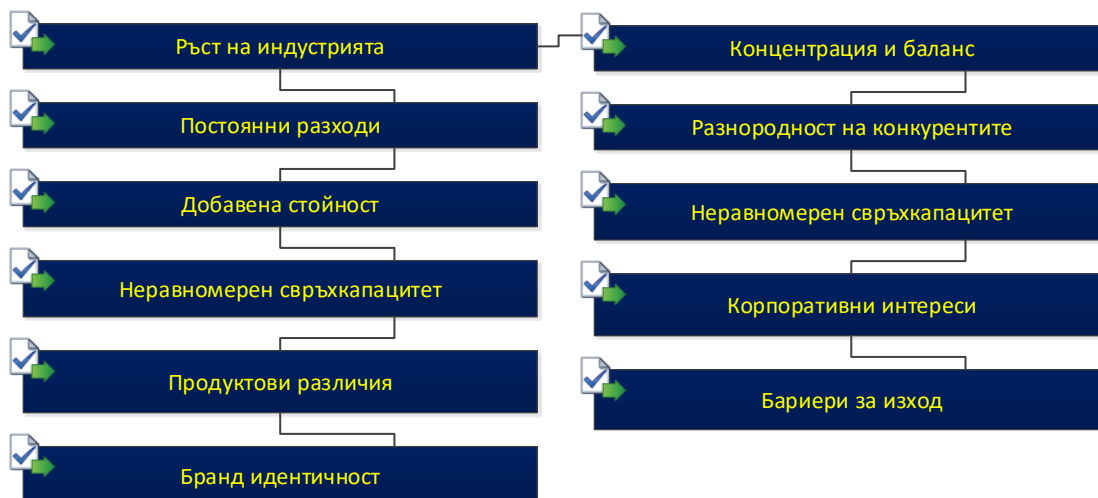 Ръст на индустрията
Постоянни разходи
Добавена стойност
Неравномерен свръхкапацитет
Продуктови различия
Бранд идентичност
Концентрация и баланс
Разнородност на конкурентите
Неравномерен свръхкапацитет
Корпоративни интереси
Бариери за изход